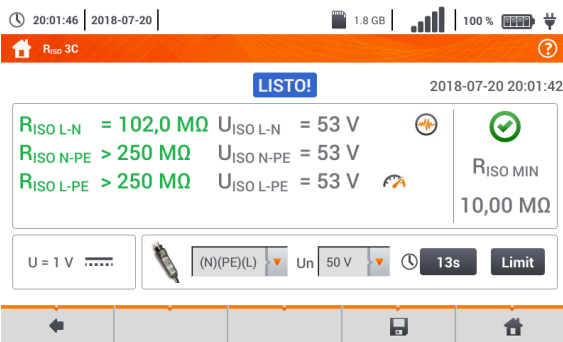 20:01:46 2018-07-20 1.8 GB 100 %
RISO 3C ?
LISTO! 2018-07-20 20:01:42
RISO L-N = 102,0 MΩ UISO L-N = 53 V
RISO N-PE > 250 MΩ UISO N-PE = 53 V
RISO L-PE > 250 MΩ UISO L-PE = 53 V
RISO MIN
10,00 MΩ
U = 1 V (N)(PE)(L) Un 50 V 13s Limit